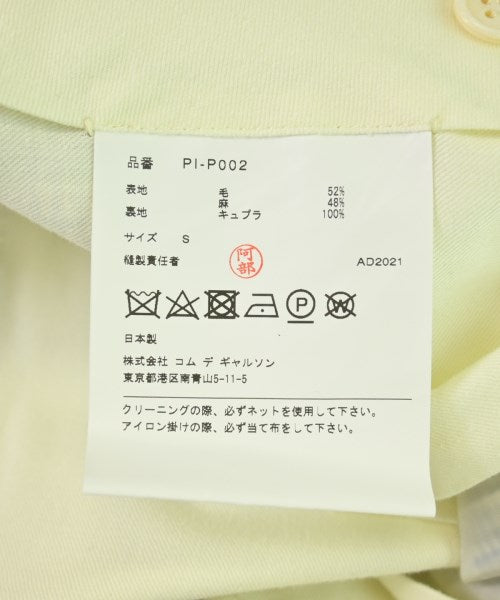 品番 PI-P002
表地 毛 52%
麻 48%
裏地 キュプラ 100%
サイズ S
縫製責任者 阿部 AD2021
P W
日本製
株式会社 コム デ ギャルソン
東京都港区南青山5-11-5
クリーニングの際、必ずネットを使用して下さい。
アイロン掛けの際、必ず当て布をして下さい。